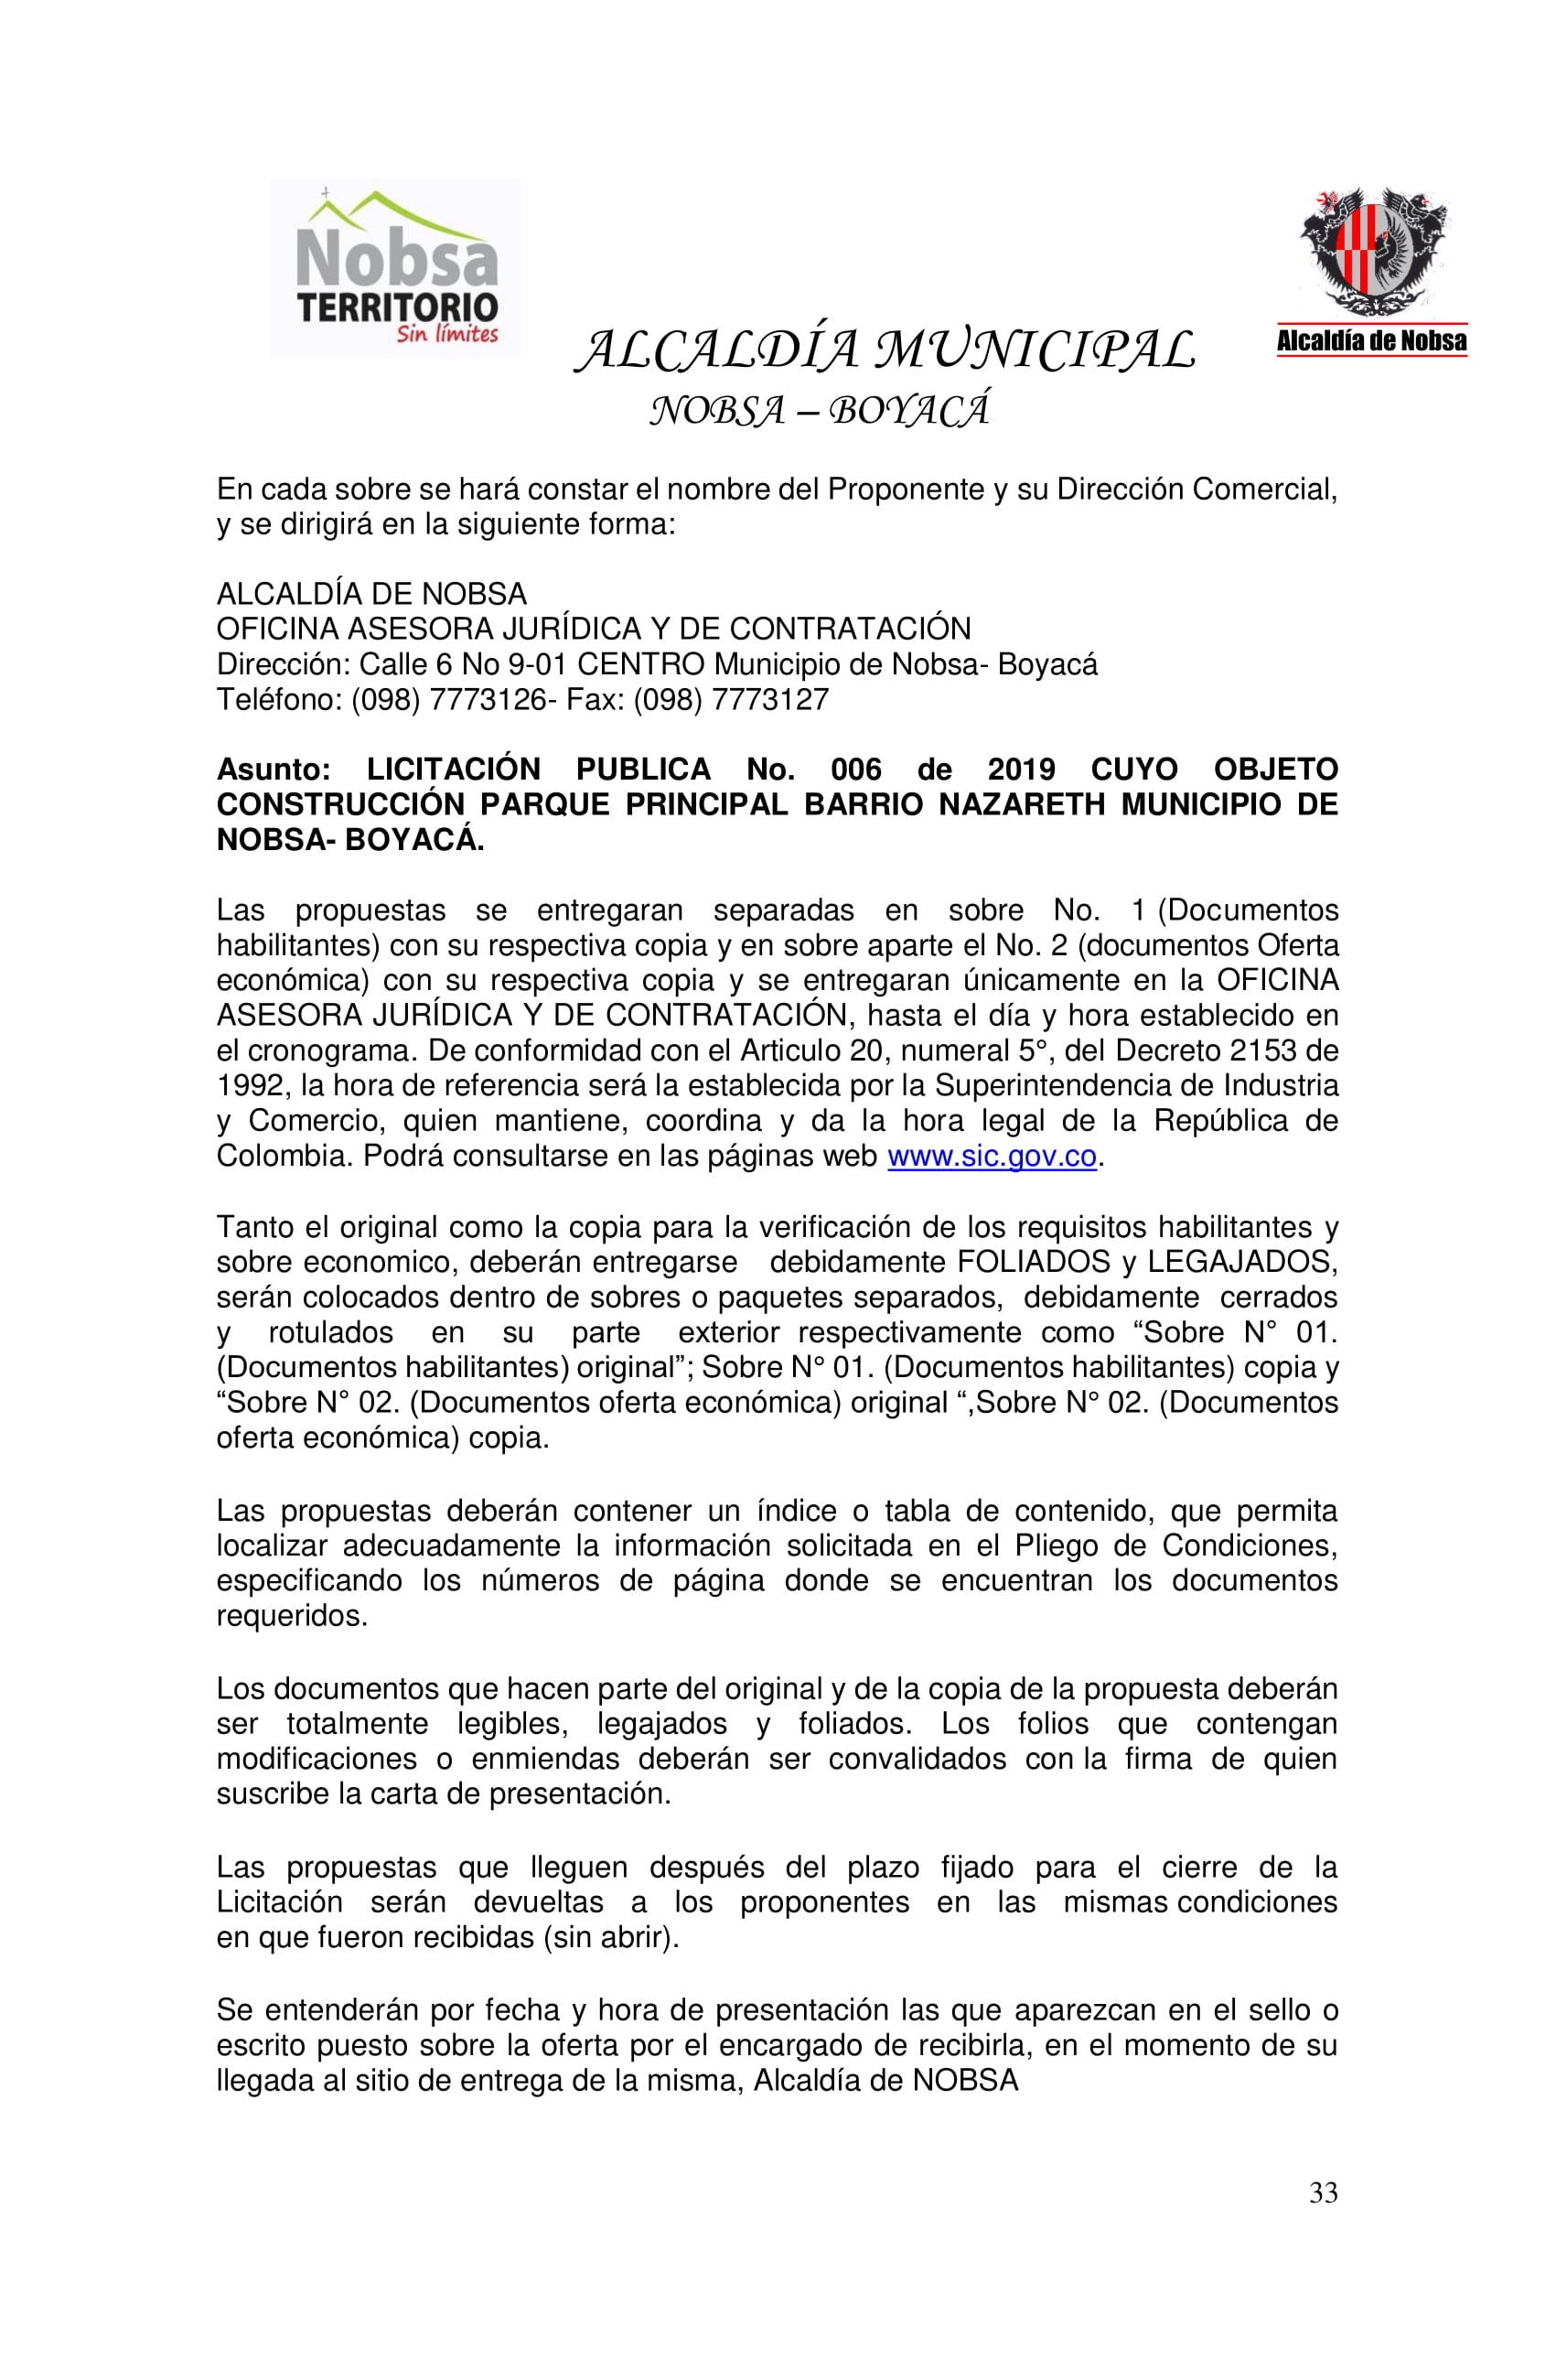 Nobsa
TERRITORIO
Sin límites
Alcaldía de Nobsa
ALCALDÍA MUNICIPAL
NOBSA – BOYACÁ
En cada sobre se hará constar el nombre del Proponente y su Dirección Comercial,
y se dirigirá en la siguiente forma:
ALCALDÍA DE NOBSA
OFICINA ASESORA JURÍDICA Y DE CONTRATACIÓN
Dirección: Calle 6 No 9-01 CENTRO Municipio de Nobsa- Boyacá
Teléfono: (098) 7773126- Fax: (098) 7773127
Asunto: LICITACIÓN PUBLICA No. 006 de 2019 CUYO OBJETO
CONSTRUCCIÓN PARQUE PRINCIPAL BARRIO NAZARETH MUNICIPIO DE
NOBSA- BOYACÁ.
Las propuestas se entregaran separadas en sobre No. 1 (Documentos
habilitantes) con su respectiva copia y en sobre aparte el No. 2 (documentos Oferta
económica) con su respectiva copia y se entregaran únicamente en la OFICINA
ASESORA JURÍDICA Y DE CONTRATACIÓN, hasta el día y hora establecido en
el cronograma. De conformidad con el Articulo 20, numeral 5°, del Decreto 2153 de
1992, la hora de referencia será la establecida por la Superintendencia de Industria
y Comercio, quien mantiene, coordina y da la hora legal de la República de
Colombia. Podrá consultarse en las páginas web www.sic.gov.co.
Tanto el original como la copia para la verificación de los requisitos habilitantes y
sobre economico, deberán entregarse debidamente FOLIADOS y LEGAJADOS,
serán colocados dentro de sobres o paquetes separados, debidamente cerrados
y rotulados en su parte exterior respectivamente como “Sobre N° 01.
(Documentos habilitantes) original”; Sobre N° 01. (Documentos habilitantes) copia y
“Sobre N° 02. (Documentos oferta económica) original “,Sobre N° 02. (Documentos
oferta económica) copia.
Las propuestas deberán contener un índice o tabla de contenido, que permita
localizar adecuadamente la información solicitada en el Pliego de Condiciones,
especificando los números de página donde se encuentran los documentos
requeridos.
Los documentos que hacen parte del original y de la copia de la propuesta deberán
ser totalmente legibles, legajados y foliados. Los folios que contengan
modificaciones o enmiendas deberán ser convalidados con la firma de quien
suscribe la carta de presentación.
Las propuestas que lleguen después del plazo fijado para el cierre de la
Licitación serán devueltas a los proponentes en las mismas condiciones
en que fueron recibidas (sin abrir).
Se entenderán por fecha y hora de presentación las que aparezcan en el sello o
escrito puesto sobre la oferta por el encargado de recibirla, en el momento de su
llegada al sitio de entrega de la misma, Alcaldía de NOBSA
33